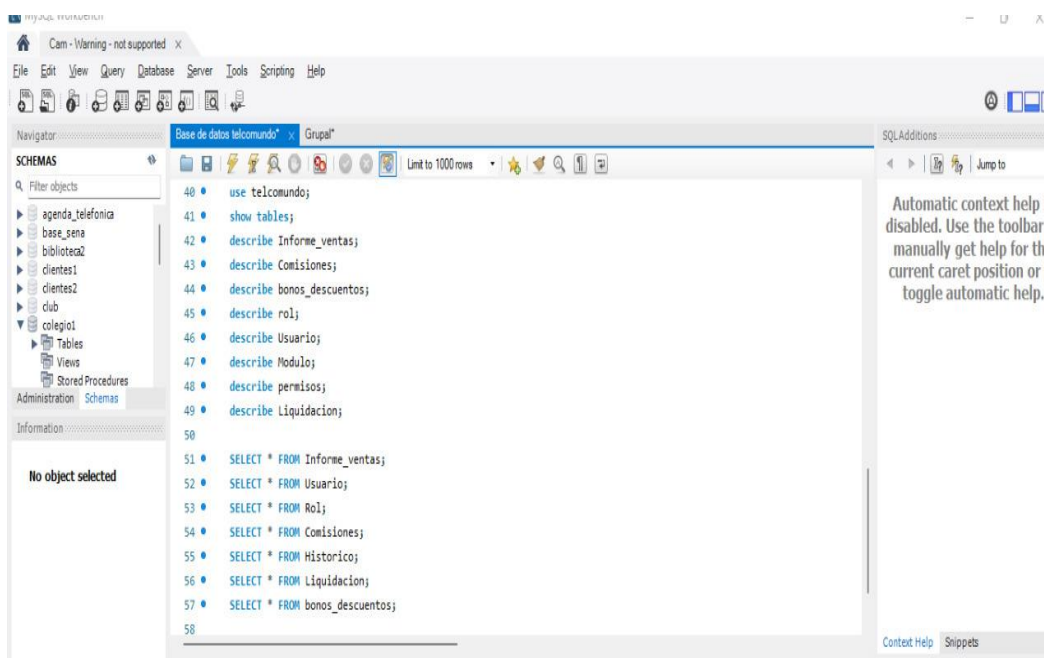 MySQL Workbench
Cam - Warning - not supported ×
File Edit View Query Database Server Tools Scripting Help
Navigator
SCHEMAS
Filter objects
agenda_telefonica
base_sena
biblioteca2
clientes1
clientes2
club
colegio1
Tables
Views
Stored Procedures
Administration Schemas
Information
No object selected
Base de datos telcomundo* × Grupal*
Limit to 1000 rows
40 use telcomundo;
41 show tables;
42 describe Informe_ventas;
43 describe Comisiones;
44 describe bonos_descuentos;
45 describe rol;
46 describe Usuario;
47 describe Modulo;
48 describe permisos;
49 describe Liquidacion;
50
51 SELECT * FROM Informe_ventas;
52 SELECT * FROM Usuario;
53 SELECT * FROM Rol;
54 SELECT * FROM Comisiones;
55 SELECT * FROM Historico;
56 SELECT * FROM Liquidacion;
57 SELECT * FROM bonos_descuentos;
58
SQLAdditions
Jump to
Automatic context help
disabled. Use the toolbar
manually get help for th
current caret position or
toggle automatic help.
Context Help Snippets